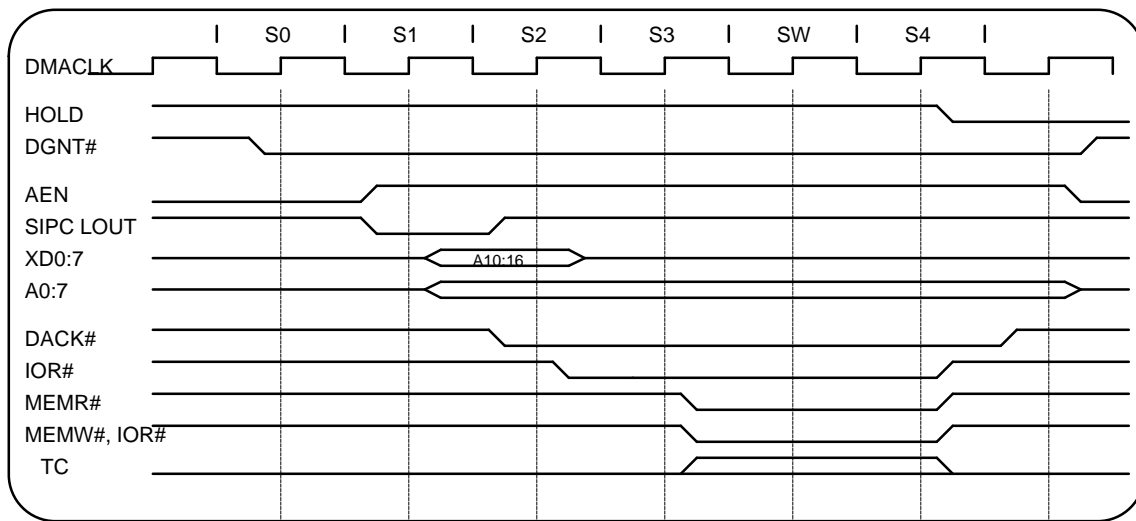 | S0 | S1 | S2 | S3 | SW | S4 |
DMACLK
HOLD
DGNT#
AEN
SIPC LOUT
XD0:7 A10:16
A0:7
DACK#
IOR#
MEMR#
MEMW#, IOR#
TC